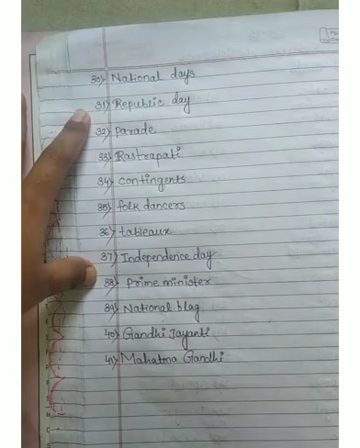 30) National days
31) Republic day
32) parade
33) Rastrapati
34) contingents
35) folk dancers
36) tableaux
37) Independence day
38) Prime minister
39) National blag
40) Gandhi Jayanti
41) Mahatma Gandhi